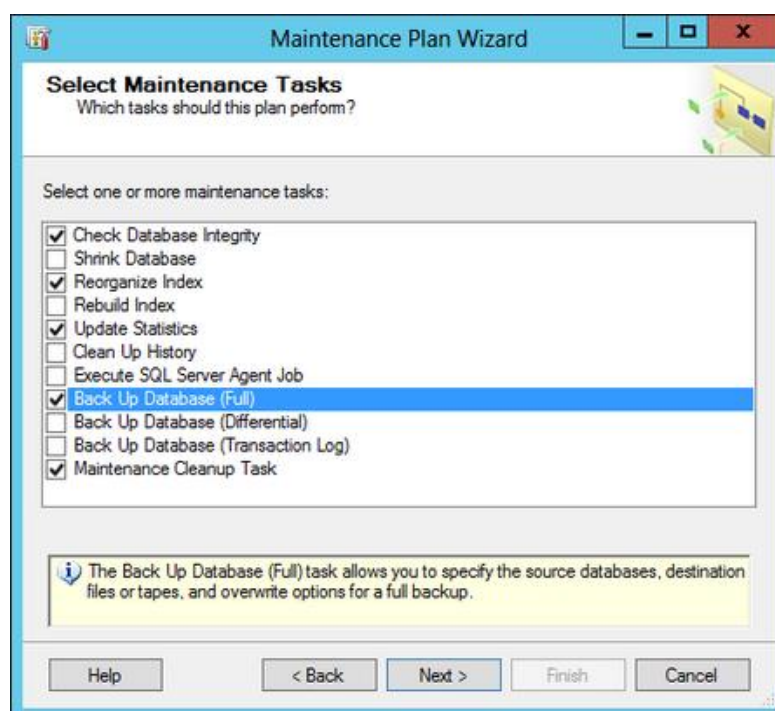 Maintenance Plan Wizard
Select Maintenance Tasks
Which tasks should this plan perform?
Select one or more maintenance tasks:
Check Database Integrity
Shrink Database
Reorganize Index
Rebuild Index
Update Statistics
Clean Up History
Execute SQL Server Agent Job
Back Up Database (Full)
Back Up Database (Differential)
Back Up Database (Transaction Log)
Maintenance Cleanup Task
The Back Up Database (Full) task allows you to specify the source databases, destination
files or tapes, and overwrite options for a full backup.
Help
< Back
Next >
Finish
Cancel